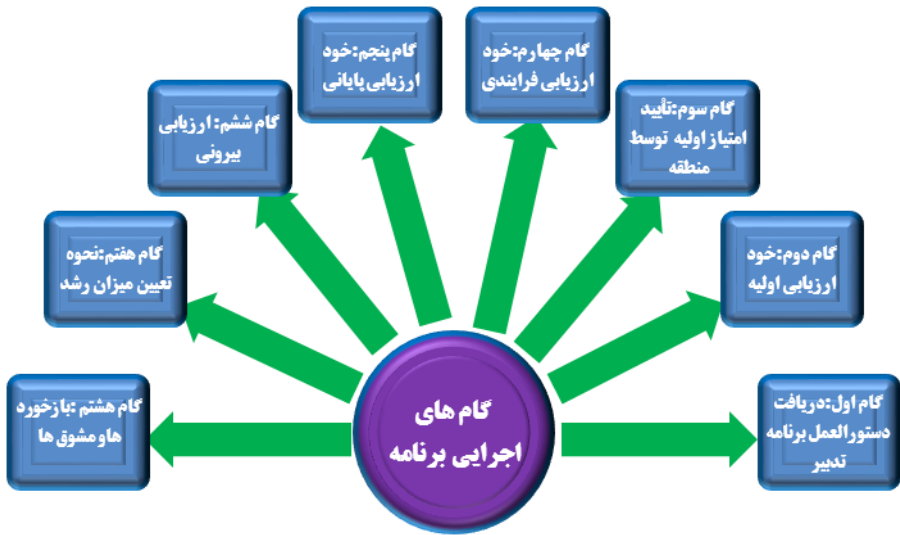 گام های
اجرایی برنامه
گام اول:دریافت
دستورالعمل برنامه
تدبیر
گام دوم:خود
ارزیابی اولیه
گام سوم:تأیید
امتیاز اولیه توسط
منطقه
گام چهارم:خود
ارزیابی فرایندی
گام پنجم:خود
ارزیابی پایانی
گام ششم: ارزیابی
بیرونی
گام هفتم:نحوه
تعیین میزان رشد
گام هشتم :بازخورد
هاو مشوق ها